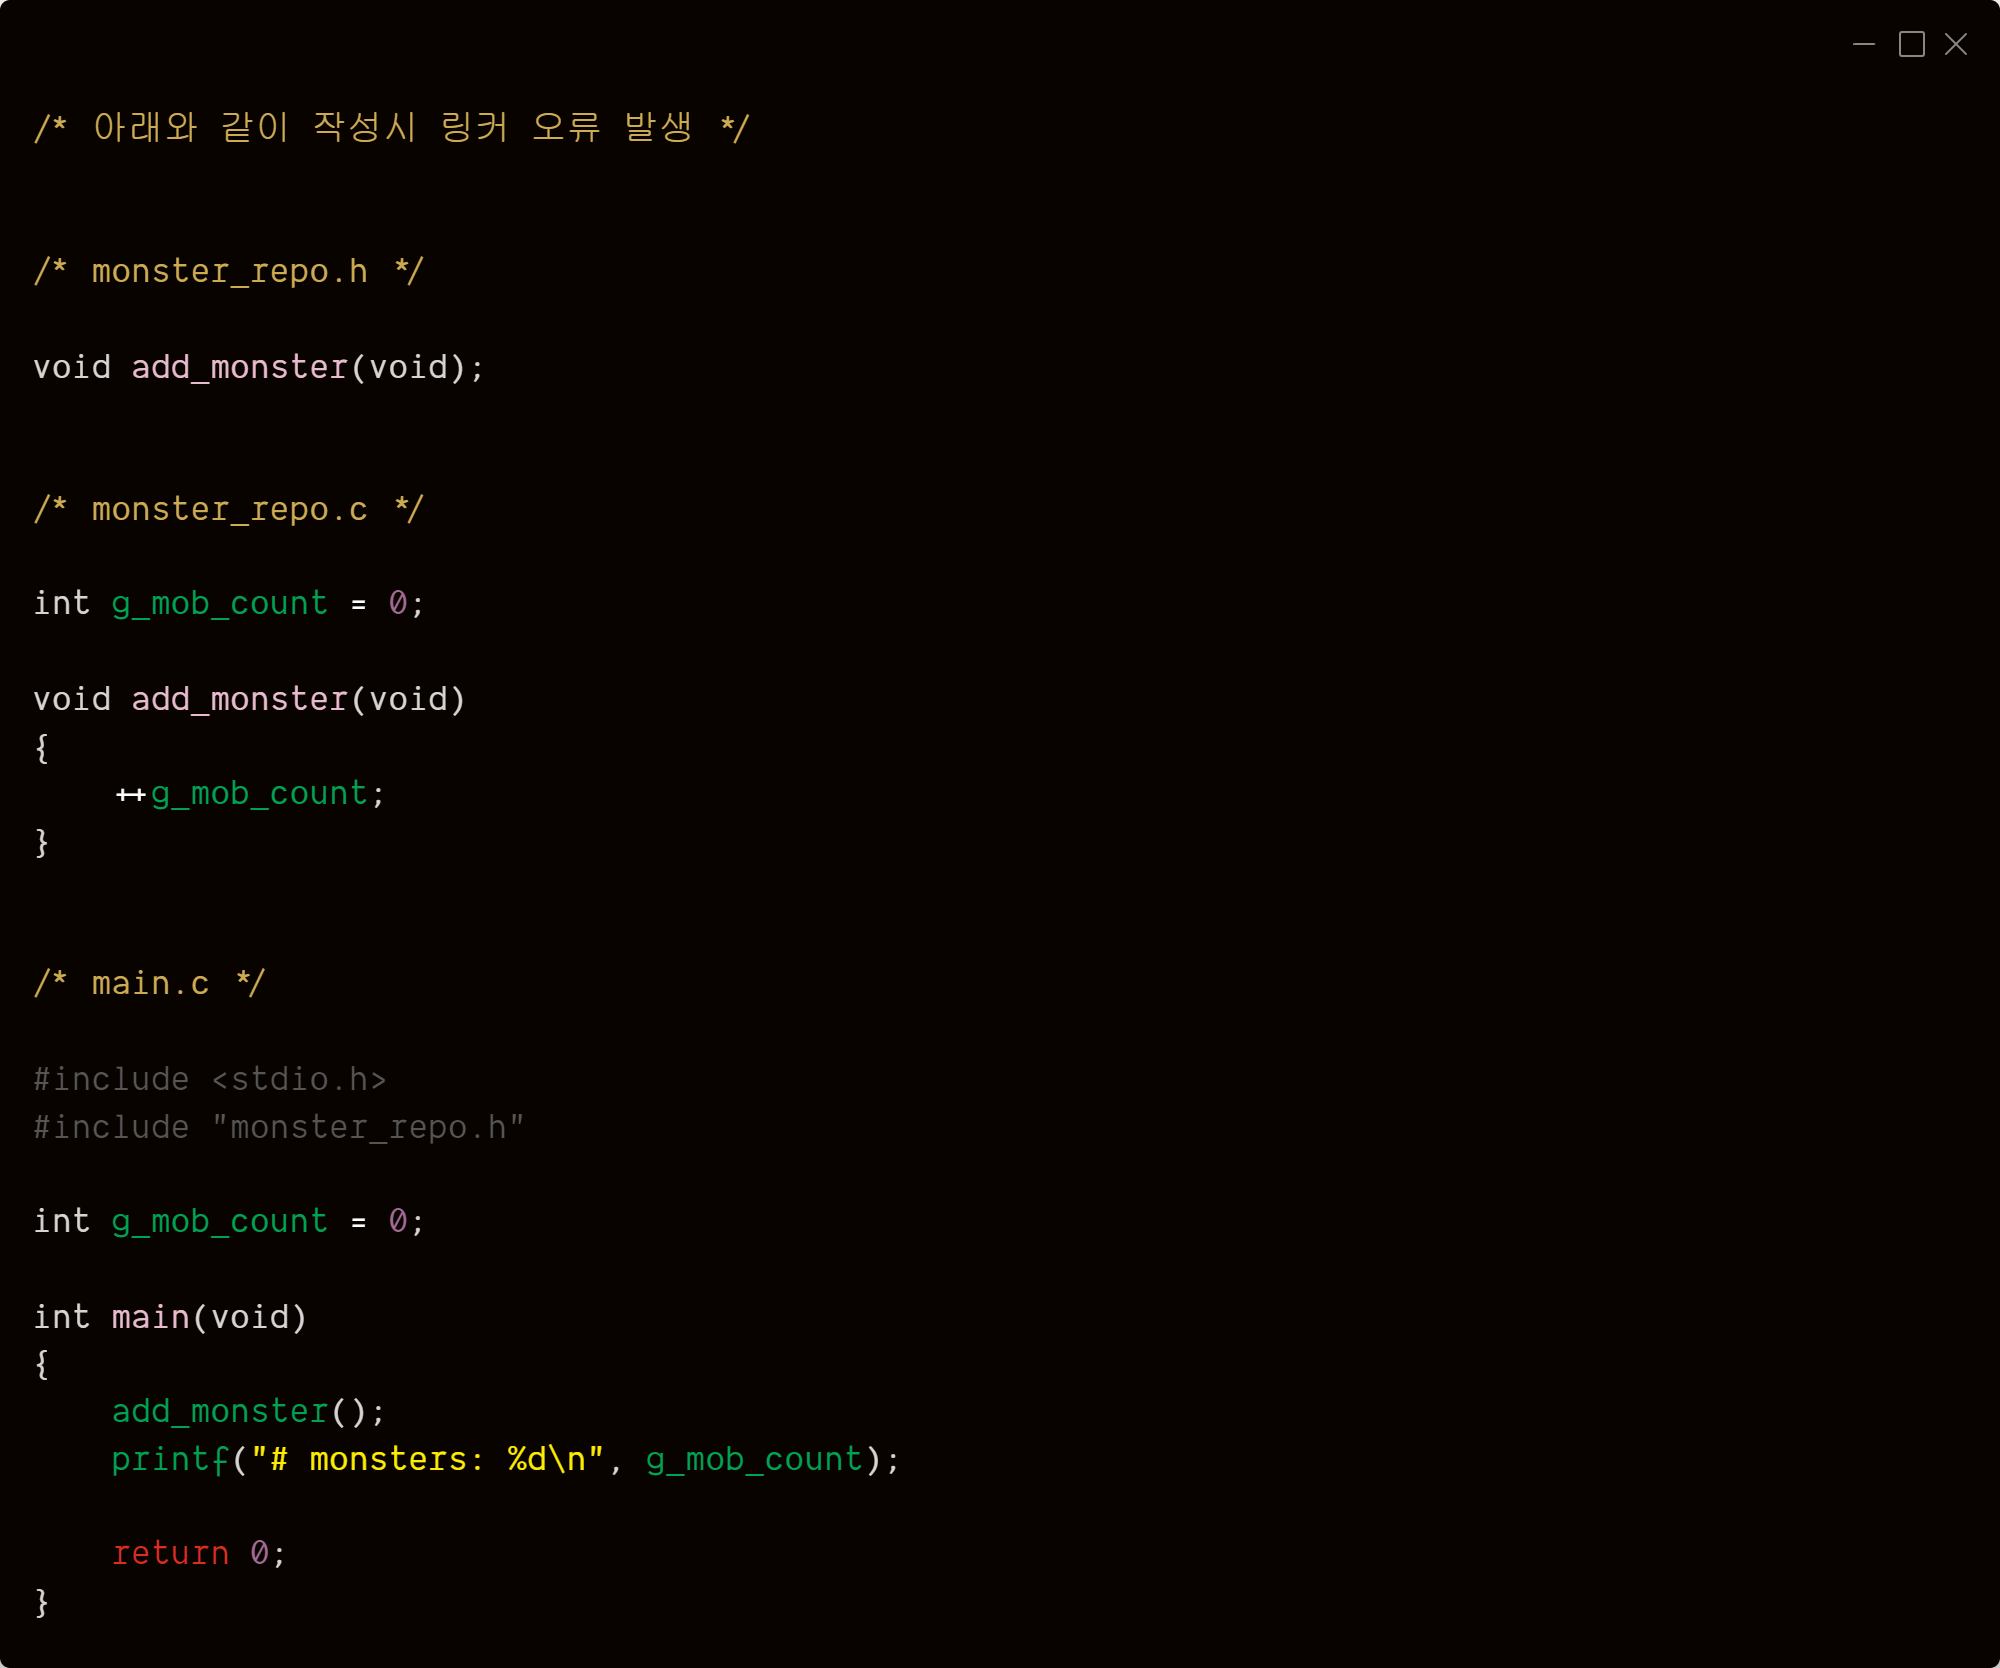 /* 아래와 같이 작성시 링커 오류 발생 */
/* monster_repo.h */
void add_monster(void);
/* monster_repo.c */
int g_mob_count = 0;
void add_monster(void)
{
    ++g_mob_count;
}
/* main.c */
#include <stdio.h>
#include "monster_repo.h"
int g_mob_count = 0;
int main(void)
{
    add_monster();
    printf("# monsters: %d\n", g_mob_count);
    return 0;
}